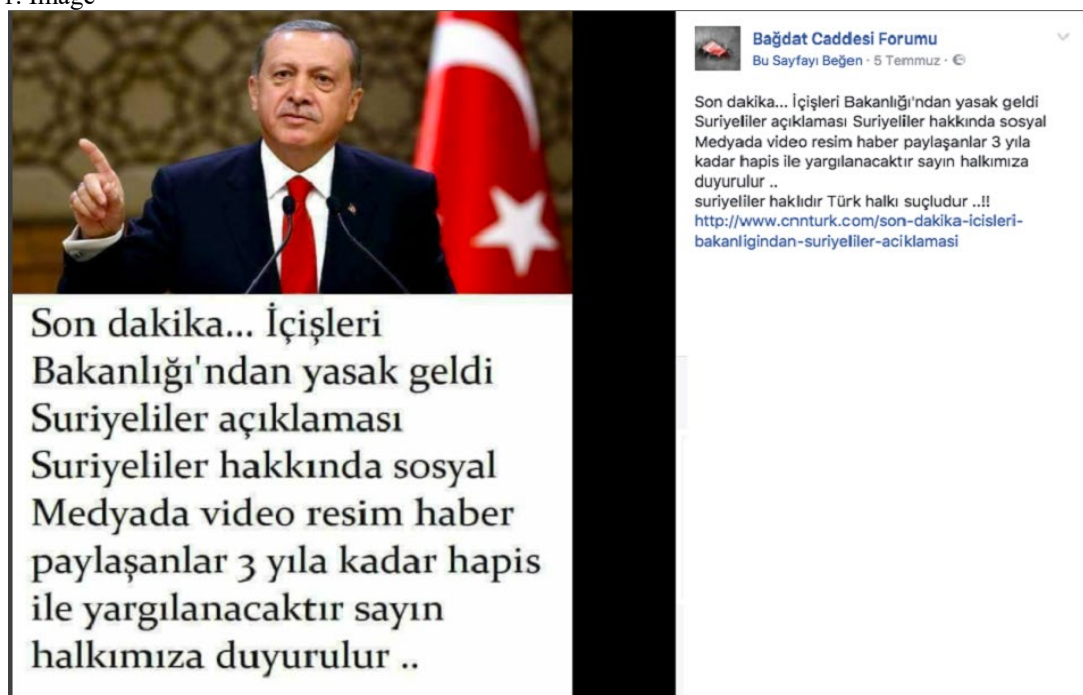 1. Image
Son dakika... İçişleri
Bakanlığı'ndan yasak geldi
Suriyeliler açıklaması
Suriyeliler hakkında sosyal
Medyada video resim haber
paylaşanlar 3 yıla kadar hapis
ile yargılanacaktır sayın
halkımıza duyurulur ..
Bağdat Caddesi Forumu
Bu Sayfayı Beğen · 5 Temmuz ·
Son dakika... İçişleri Bakanlığı'ndan yasak geldi
Suriyeliler açıklaması Suriyeliler hakkında sosyal
Medyada video resim haber paylaşanlar 3 yıla
kadar hapis ile yargılanacaktır sayın halkımıza
duyurulur ..
suriyeliler haklıdır Türk halkı suçludur ..!!
http://www.cnnturk.com/son-dakika-icisleri-
bakanligindan-suriyeliler-aciklamasi